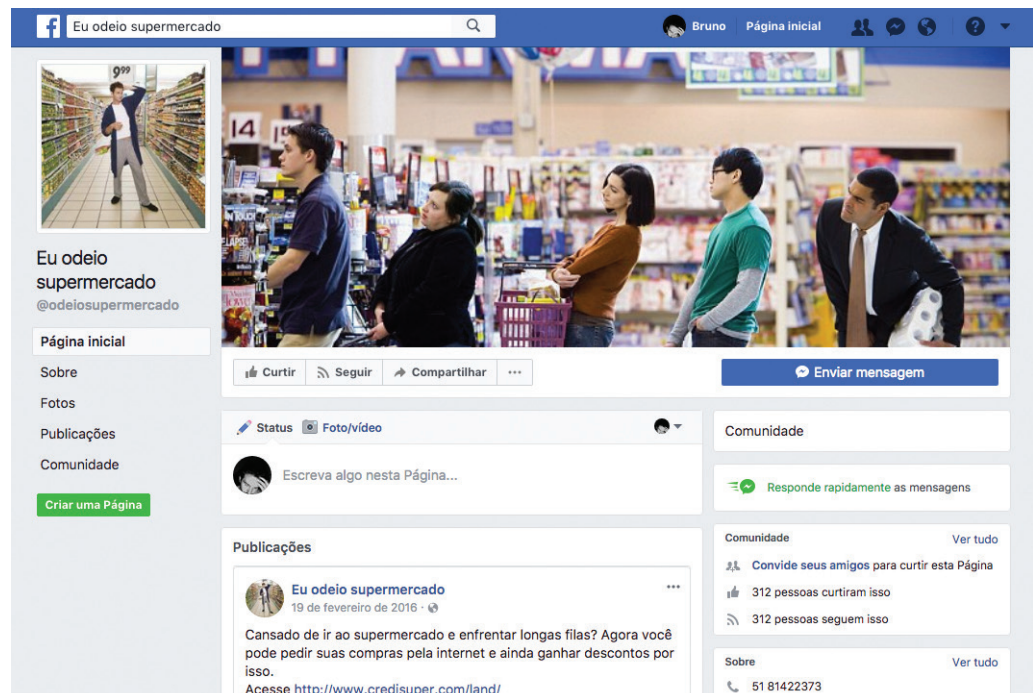 Eu odeio supermercado
Bruno
Página inicial
9⁹⁹
14
Eu odeio
supermercado
@odeiosupermercado
Página inicial
Sobre
Fotos
Publicações
Comunidade
Criar uma Página
Curtir
Seguir
Compartilhar
Enviar mensagem
Status
Foto/vídeo
Escreva algo nesta Página...
Publicações
Eu odeio supermercado
19 de fevereiro de 2016 ·
Cansado de ir ao supermercado e enfrentar longas filas? Agora você
pode pedir suas compras pela internet e ainda ganhar descontos por
isso.
Acesse http://www.credisuper.com/land/
Comunidade
Responde rapidamente as mensagens
Comunidade
Ver tudo
Convide seus amigos para curtir esta Página
312 pessoas curtiram isso
312 pessoas seguem isso
Sobre
Ver tudo
51 81422373